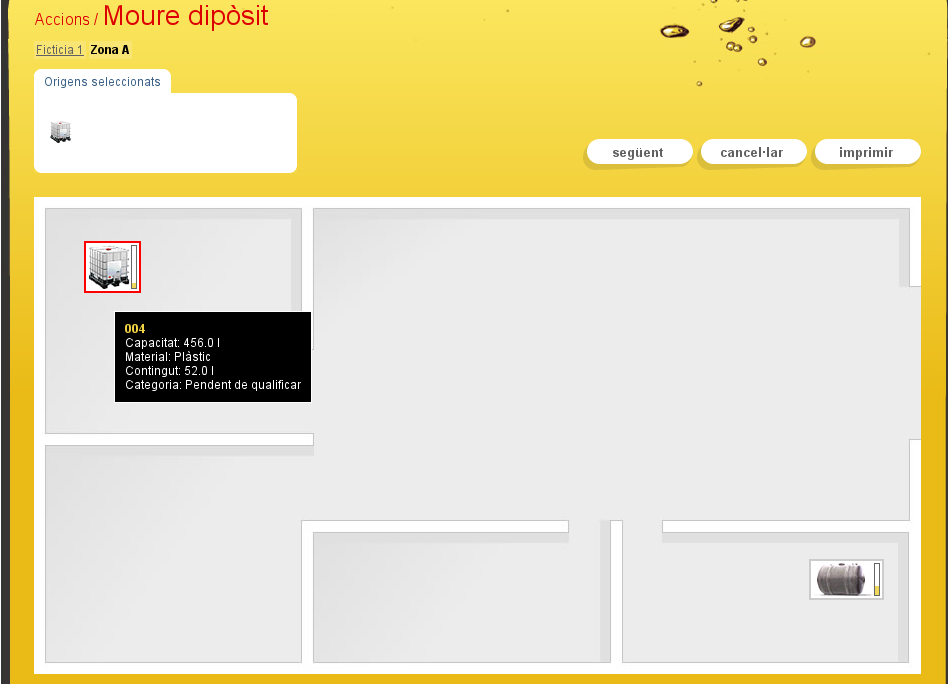 Accions / Moure dipòsit
Ficticia 1 Zona A
Origens seleccionats
següent cancel·lar imprimir
004
Capacitat: 456.0 l
Material: Plàstic
Contingut: 52.0 l
Categoria: Pendent de qualificar